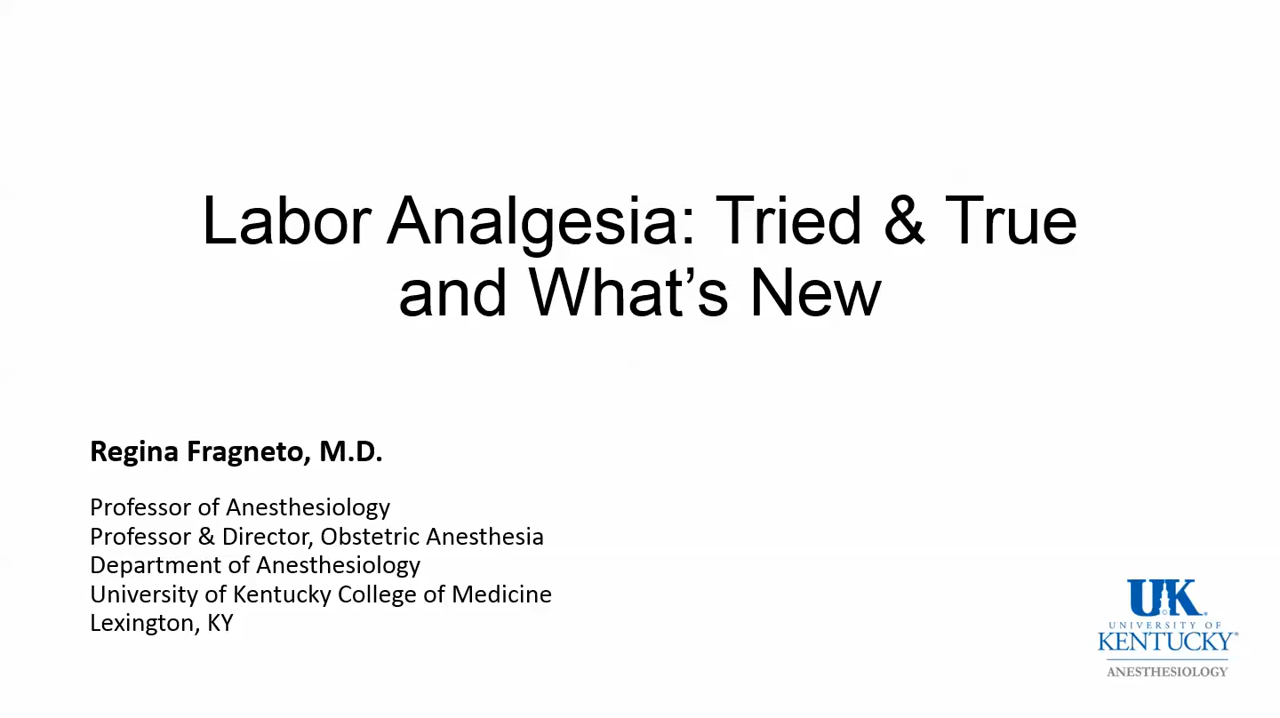 Labor Analgesia: Tried & True
and What’s New
Regina Fragneto, M.D.
Professor of Anesthesiology
Professor & Director, Obstetric Anesthesia
Department of Anesthesiology
University of Kentucky College of Medicine
Lexington, KY
UK
UNIVERSITY OF
KENTUCKY®
ANESTHESIOLOGY